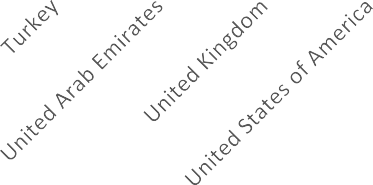 Turkey
United Arab Emirates
United Kingdom
United States of America